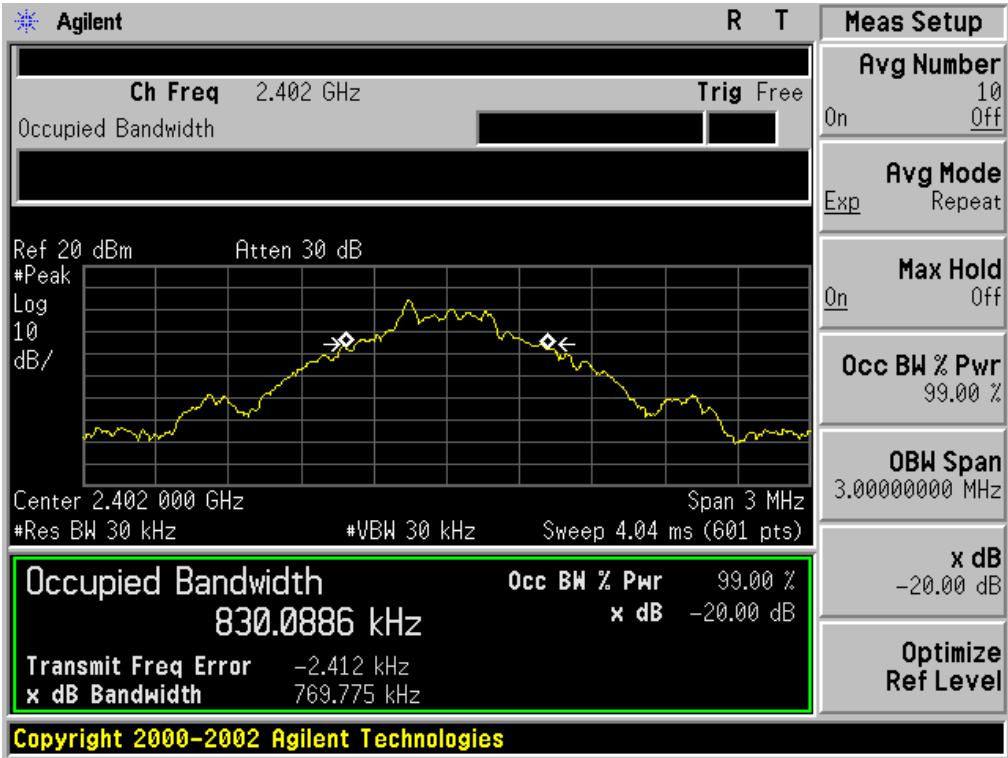 Agilent R T
Ch Freq 2.402 GHz Trig Free
Occupied Bandwidth
Ref 20 dBm Atten 30 dB
#Peak
Log
10
dB/
Center 2.402 000 GHz Span 3 MHz
#Res BW 30 kHz #VBW 30 kHz Sweep 4.04 ms (601 pts)
Occupied Bandwidth Occ BW % Pwr 99.00 %
830.0886 kHz x dB -20.00 dB
Transmit Freq Error -2.412 kHz
x dB Bandwidth 769.775 kHz
Copyright 2000-2002 Agilent Technologies
Meas Setup
Avg Number
10
On Off
Avg Mode
Exp Repeat
Max Hold
On Off
Occ BW % Pwr
99.00 %
OBW Span
3.00000000 MHz
x dB
-20.00 dB
Optimize
Ref Level